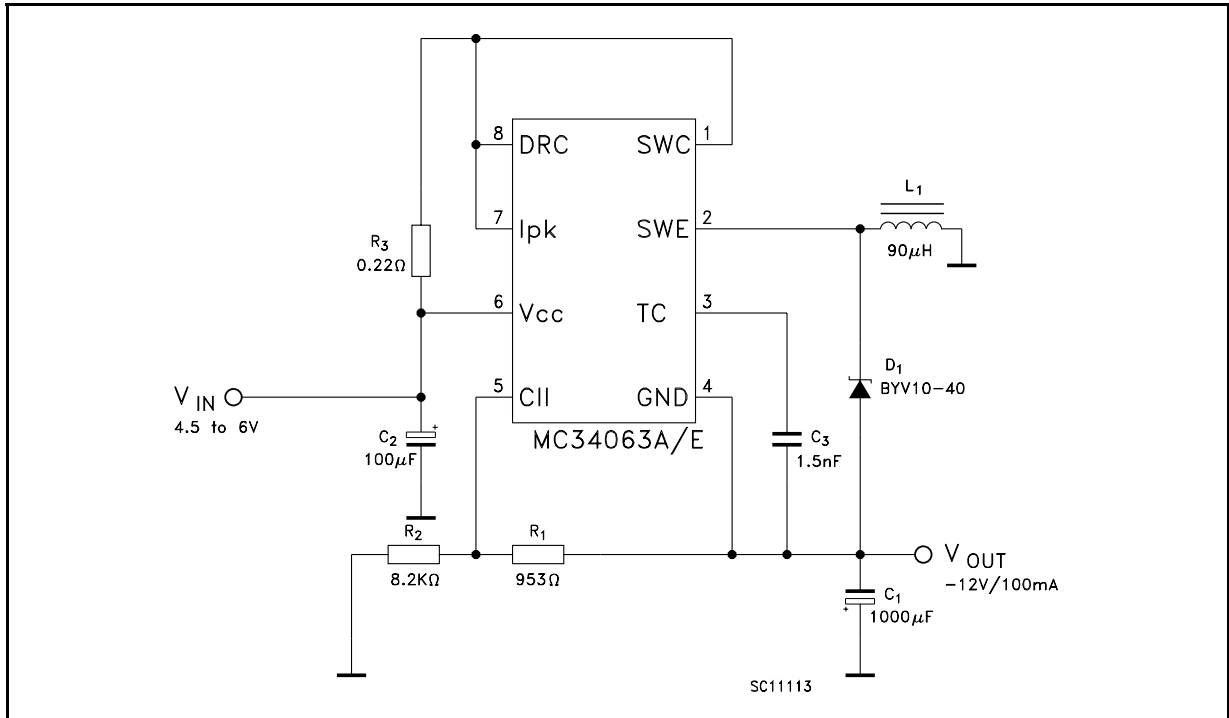 8 DRC SWC 1
7 Ipk SWE 2
L1
90μH
R3
0.22Ω
6 Vcc TC 3
D1
BYV10-40
5 CII GND 4
VIN
4.5 to 6V
C2
+
100μF
MC34063A/E
C3
1.5nF
R2
8.2KΩ
R1
953Ω
VOUT
-12V/100mA
C1
+
1000μF
SC11113